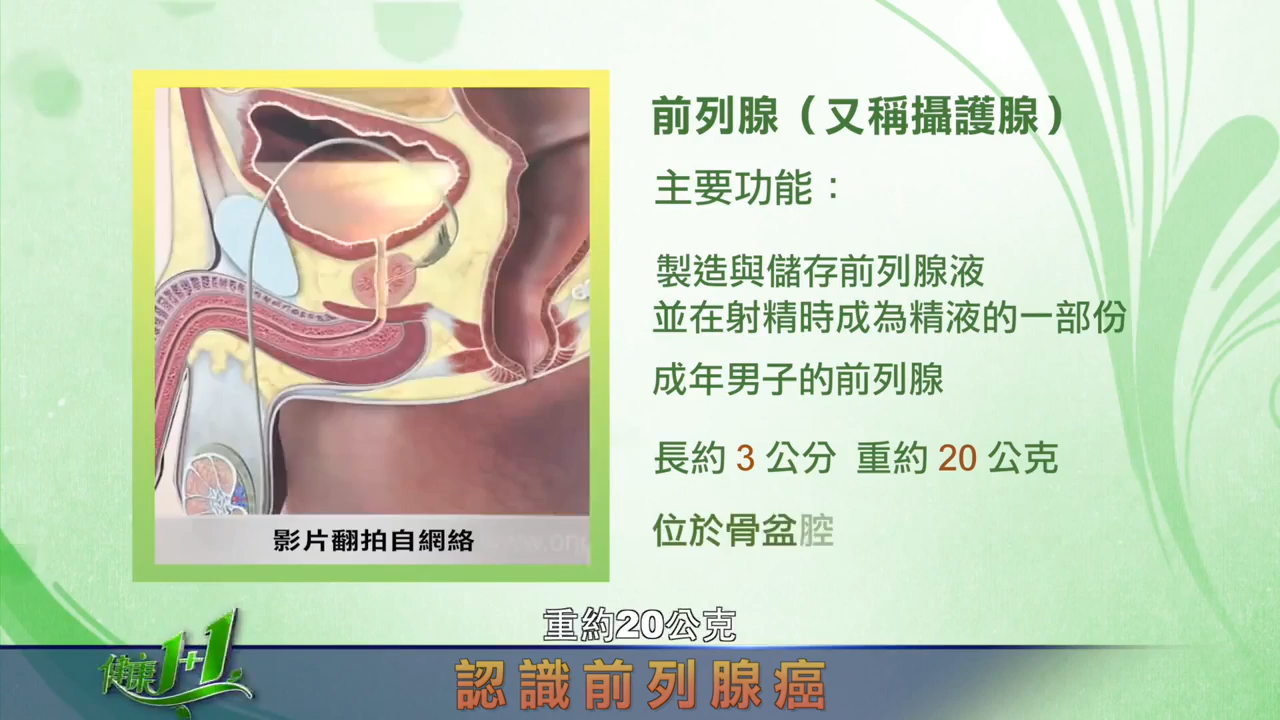 前列腺（又稱攝護腺）
主要功能：
製造與儲存前列腺液
並在射精時成為精液的一部份
成年男子的前列腺
長約 3 公分 重約 20 公克
位於骨盆腔
影片翻拍自網絡
重約20公克
健康1+1
認識前列腺癌